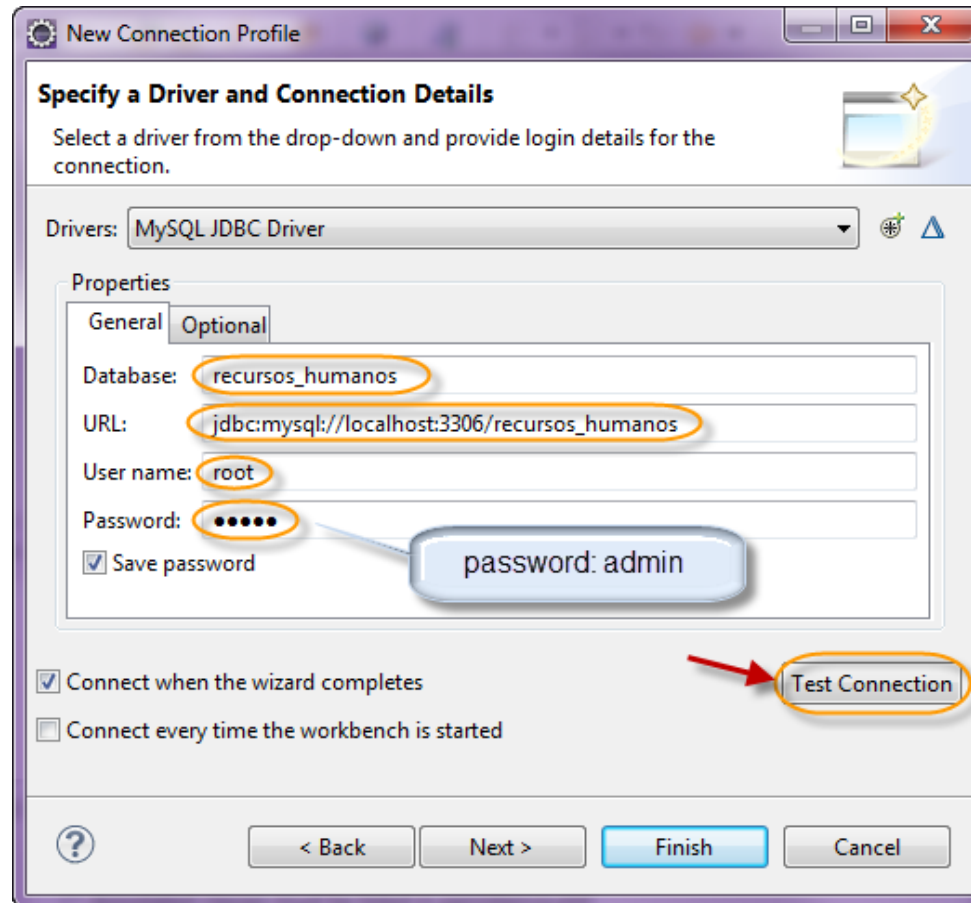 New Connection Profile
Specify a Driver and Connection Details
Select a driver from the drop-down and provide login details for the
connection.
Drivers: MySQL JDBC Driver
Properties
General Optional
Database: recursos_humanos
URL: jdbc:mysql://localhost:3306/recursos_humanos
User name: root
Password: •••••
password: admin
Save password
Connect when the wizard completes
Test Connection
Connect every time the workbench is started
? < Back Next > Finish Cancel